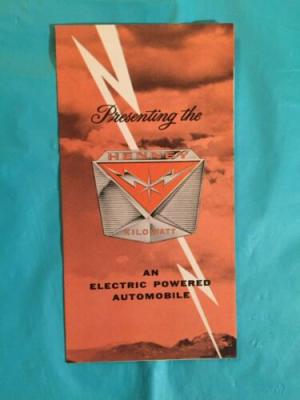 Presenting the
HENNEY
KILOWATT
AN
ELECTRIC POWERED
AUTOMOBILE